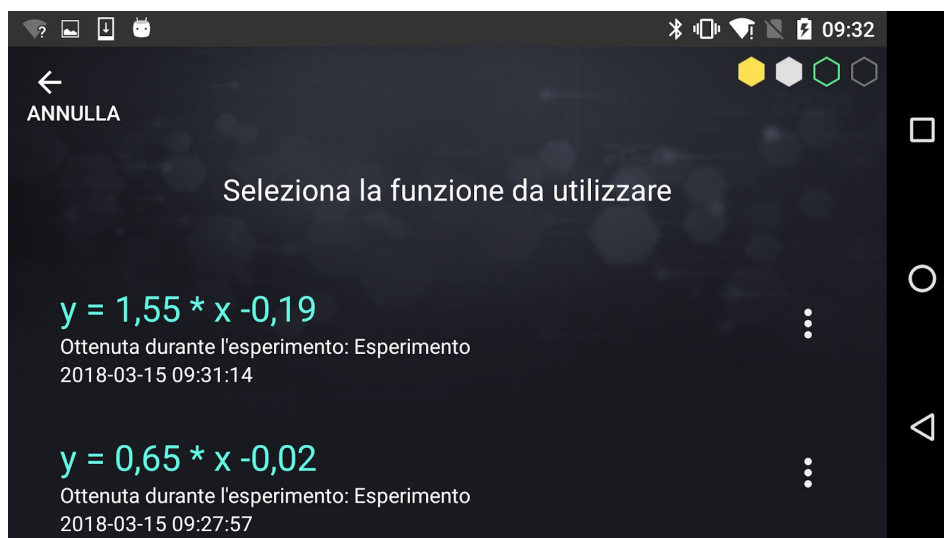 09:32
ANNULLA
Seleziona la funzione da utilizzare
y = 1,55 * x -0,19
Ottenuta durante l'esperimento: Esperimento
2018-03-15 09:31:14
y = 0,65 * x -0,02
Ottenuta durante l'esperimento: Esperimento
2018-03-15 09:27:57